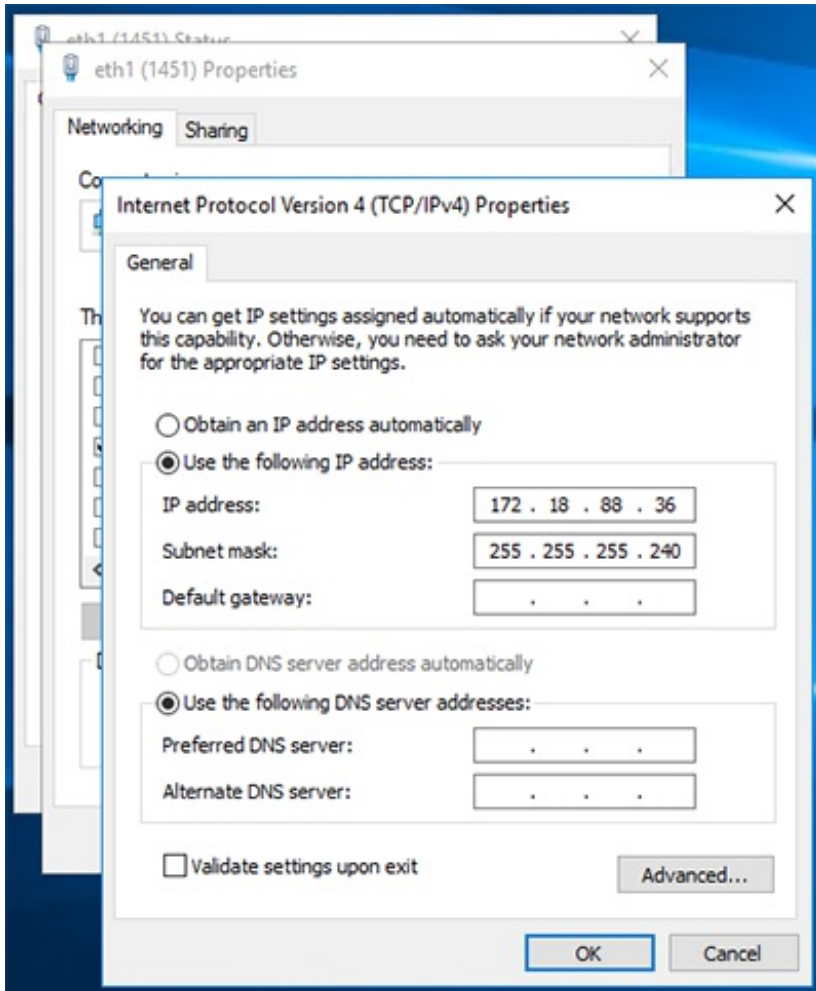 eth1 (1451) Status
eth1 (1451) Properties
Networking
Sharing
Internet Protocol Version 4 (TCP/IPv4) Properties
General
You can get IP settings assigned automatically if your network supports
this capability. Otherwise, you need to ask your network administrator
for the appropriate IP settings.
Obtain an IP address automatically
Use the following IP address:
IP address: 172 . 18 . 88 . 36
Subnet mask: 255 . 255 . 255 . 240
Default gateway: . . .
Obtain DNS server address automatically
Use the following DNS server addresses:
Preferred DNS server: . . .
Alternate DNS server: . . .
Validate settings upon exit
Advanced...
OK
Cancel